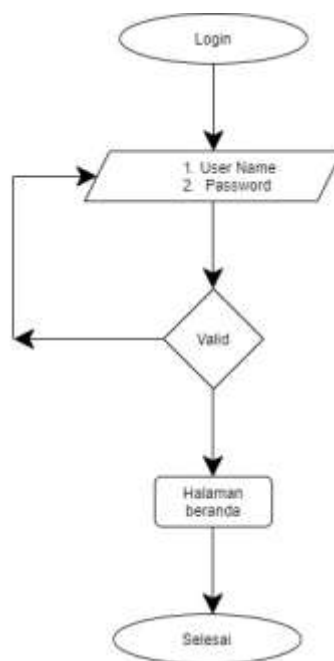 Login
1. User Name
2. Password
Valid
Halaman
beranda
Selesai